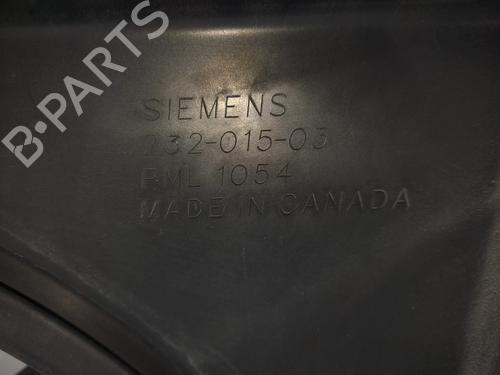 B-PARTS
SIEMENS
232-015-03
RML 1054
MADE IN CANADA